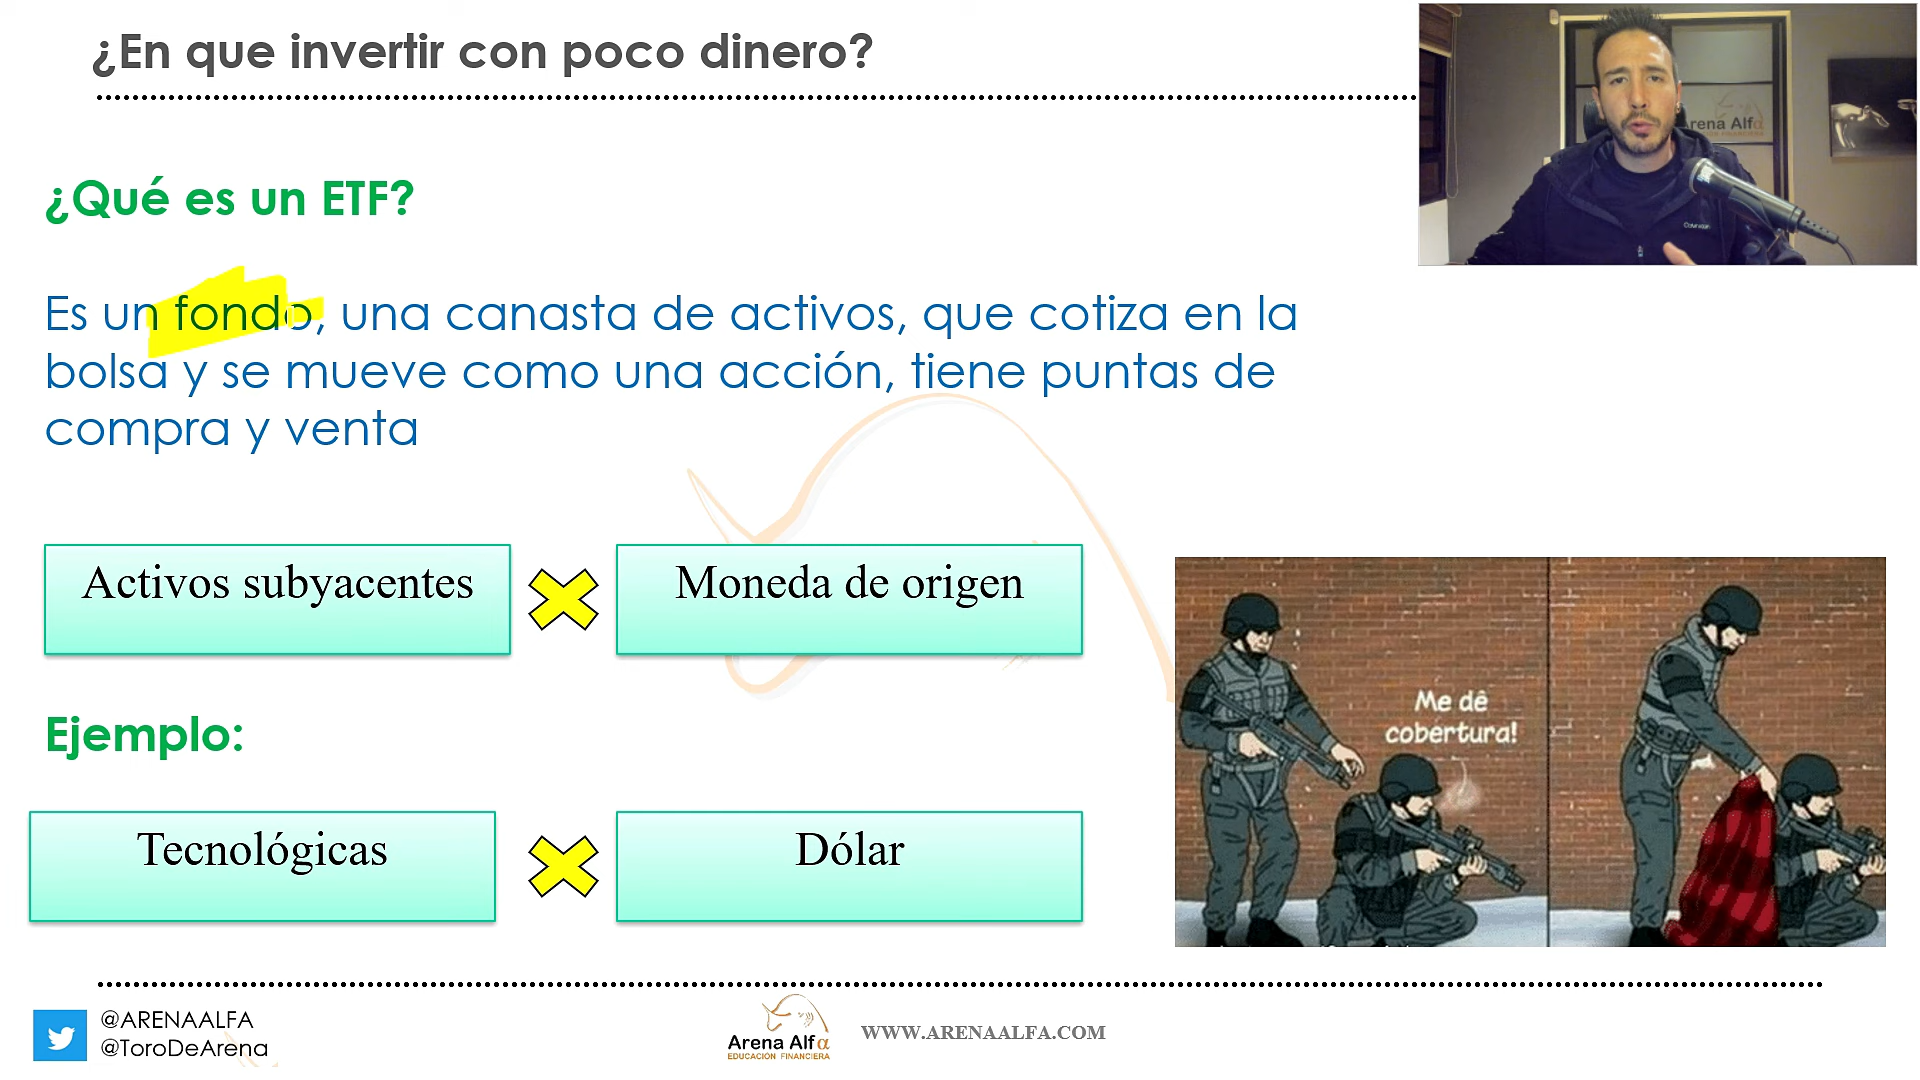 ¿En que invertir con poco dinero?
Arena Alfα
¿Qué es un ETF?
Es un fondo, una canasta de activos, que cotiza en la
bolsa y se mueve como una acción, tiene puntas de
compra y venta
Activos subyacentes
Moneda de origen
Me dê
cobertura!
Ejemplo:
Tecnológicas
Dólar
@ARENAALFA
@ToroDeArena
Arena Alfα
EDUCACIÓN FINANCIERA
WWW.ARENAALFA.COM